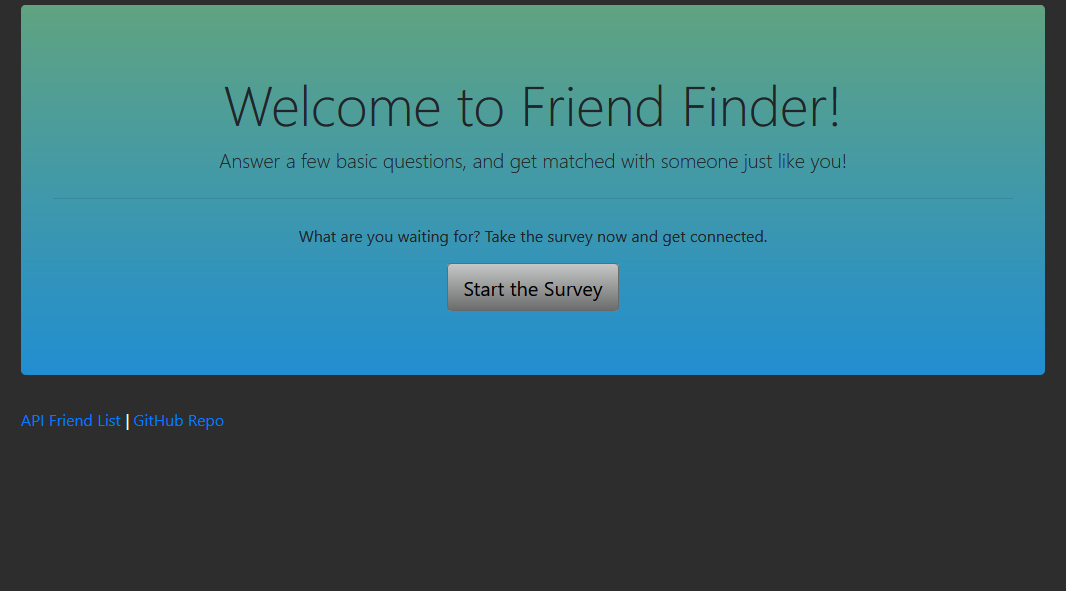 Welcome to Friend Finder!
Answer a few basic questions, and get matched with someone just like you!
What are you waiting for? Take the survey now and get connected.
Start the Survey
API Friend List | GitHub Repo